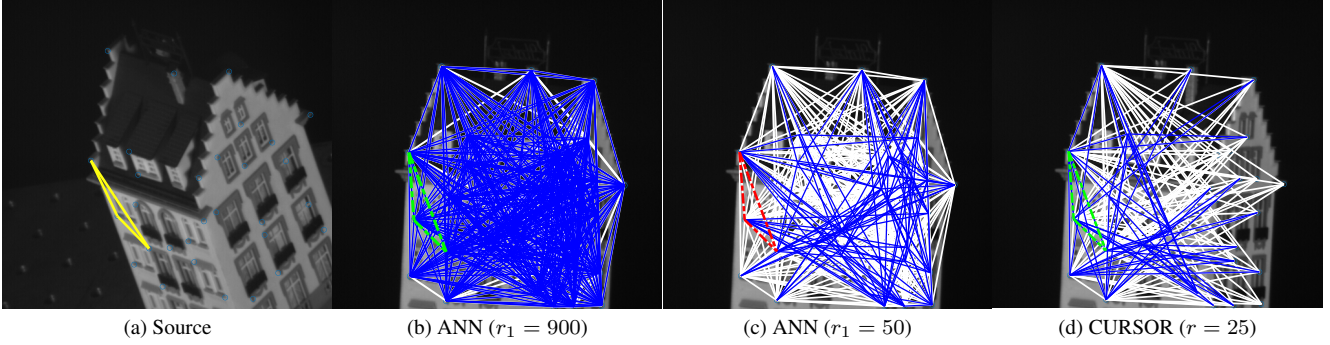 (a) Source
(b) ANN (r₁ = 900)
(c) ANN (r₁ = 50)
(d) CURSOR (r = 25)